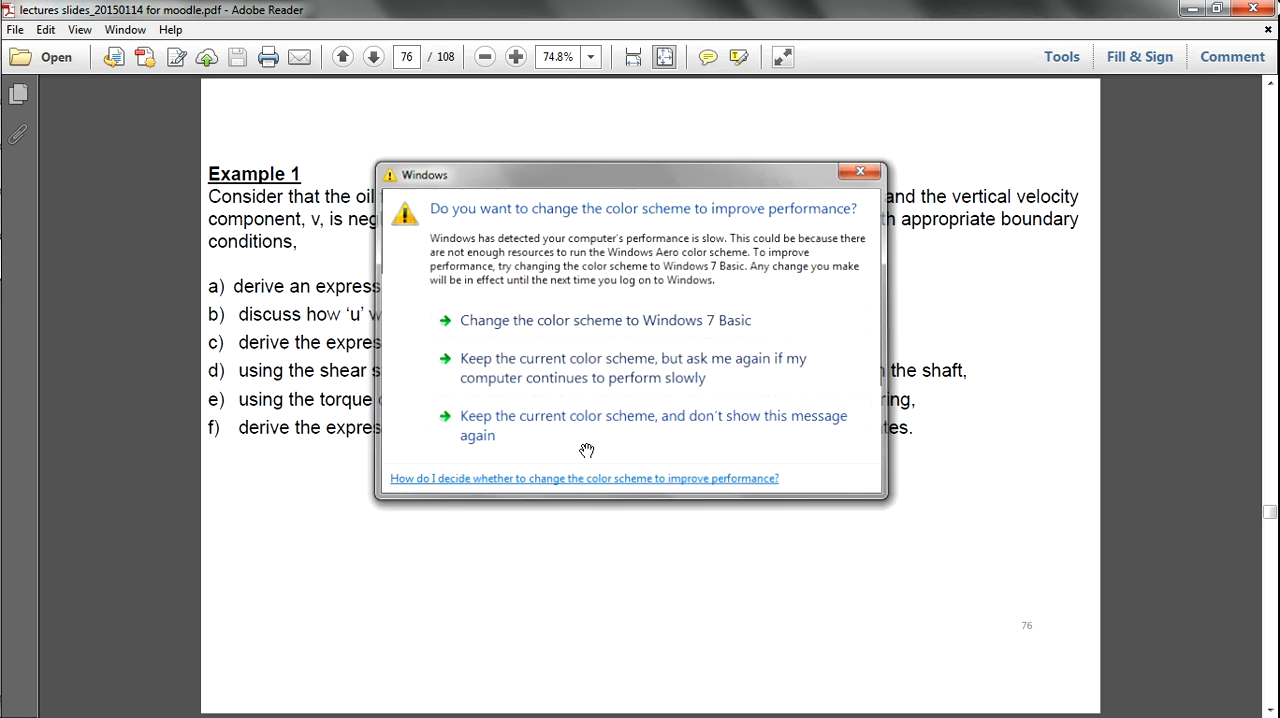 lectures slides_20150114 for moodle.pdf - Adobe Reader
File Edit View Window Help
Open 76 / 108 74.8% Tools Fill & Sign Comment
Example 1
Consider that the oil and the vertical velocity
component, v, is appropriate boundary
conditions,
a) derive an
b) discuss how 'u'
c) derive the
d) using the shear the shaft,
e) using the torque
f) derive the
76
Windows
Do you want to change the color scheme to improve performance?
Windows has detected your computer's performance is slow. This could be because there
are not enough resources to run the Windows Aero color scheme. To improve
performance, try changing the color scheme to Windows 7 Basic. Any change you make
will be in effect until the next time you log on to Windows.
Change the color scheme to Windows 7 Basic
Keep the current color scheme, but ask me again if my
computer continues to perform slowly
Keep the current color scheme, and don't show this message
again
How do I decide whether to change the color scheme to improve performance?